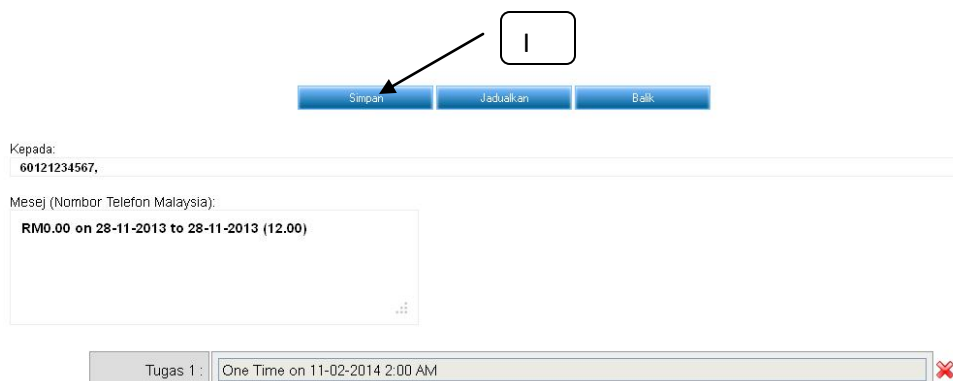 I
Simpan Jadualkan Balik
Kepada:
60121234567,
Mesej (Nombor Telefon Malaysia):
RM0.00 on 28-11-2013 to 28-11-2013 (12.00)
Tugas 1 : One Time on 11-02-2014 2:00 AM